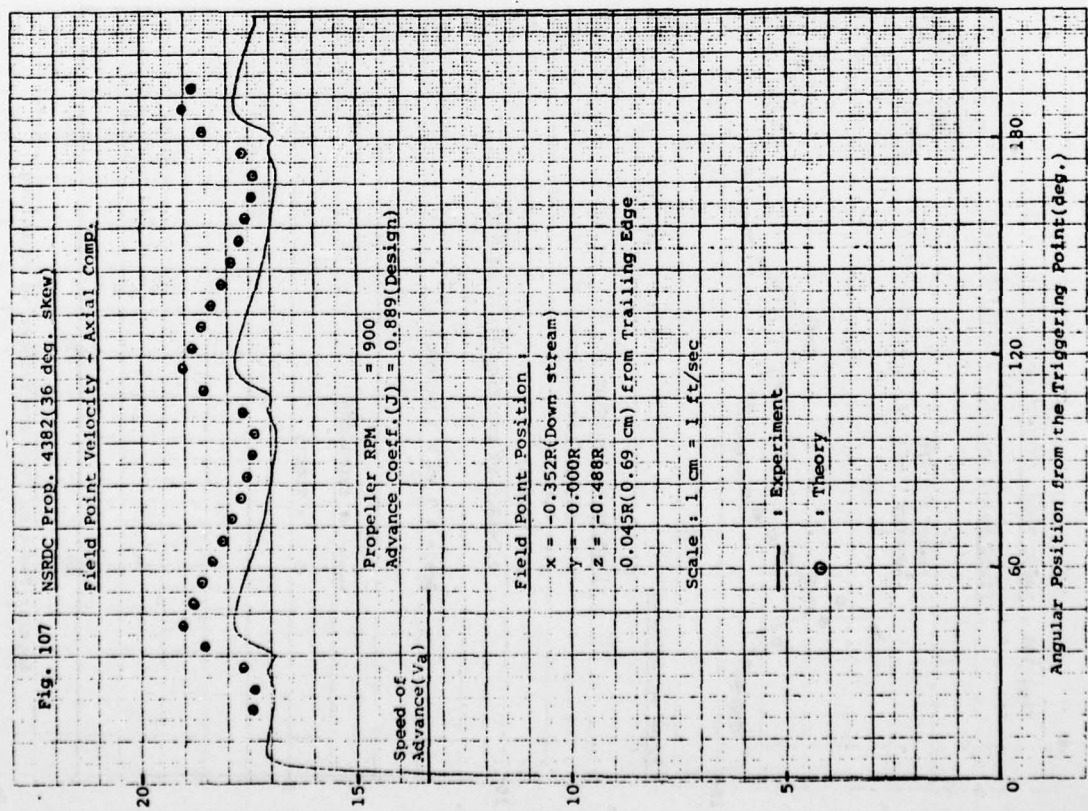 Fig. 107 NSRDC Prop. 4382(36 deg. skew)
Field Point Velocity - Axial Comp.
Propeller RPM = 900
Advance Coeff.(J) = 0.889(Design)
Speed of
Advance(Va)
Field Point Position :
x = -0.352R(Down stream)
y = 0.000R
z = -0.488R
0.045R(0.69 cm) from Trailing Edge
Scale : 1 cm = 1 ft/sec
: Experiment
: Theory
20
15
10
5
0
60
120
180
Angular Position from the Triggering Point(deg.)